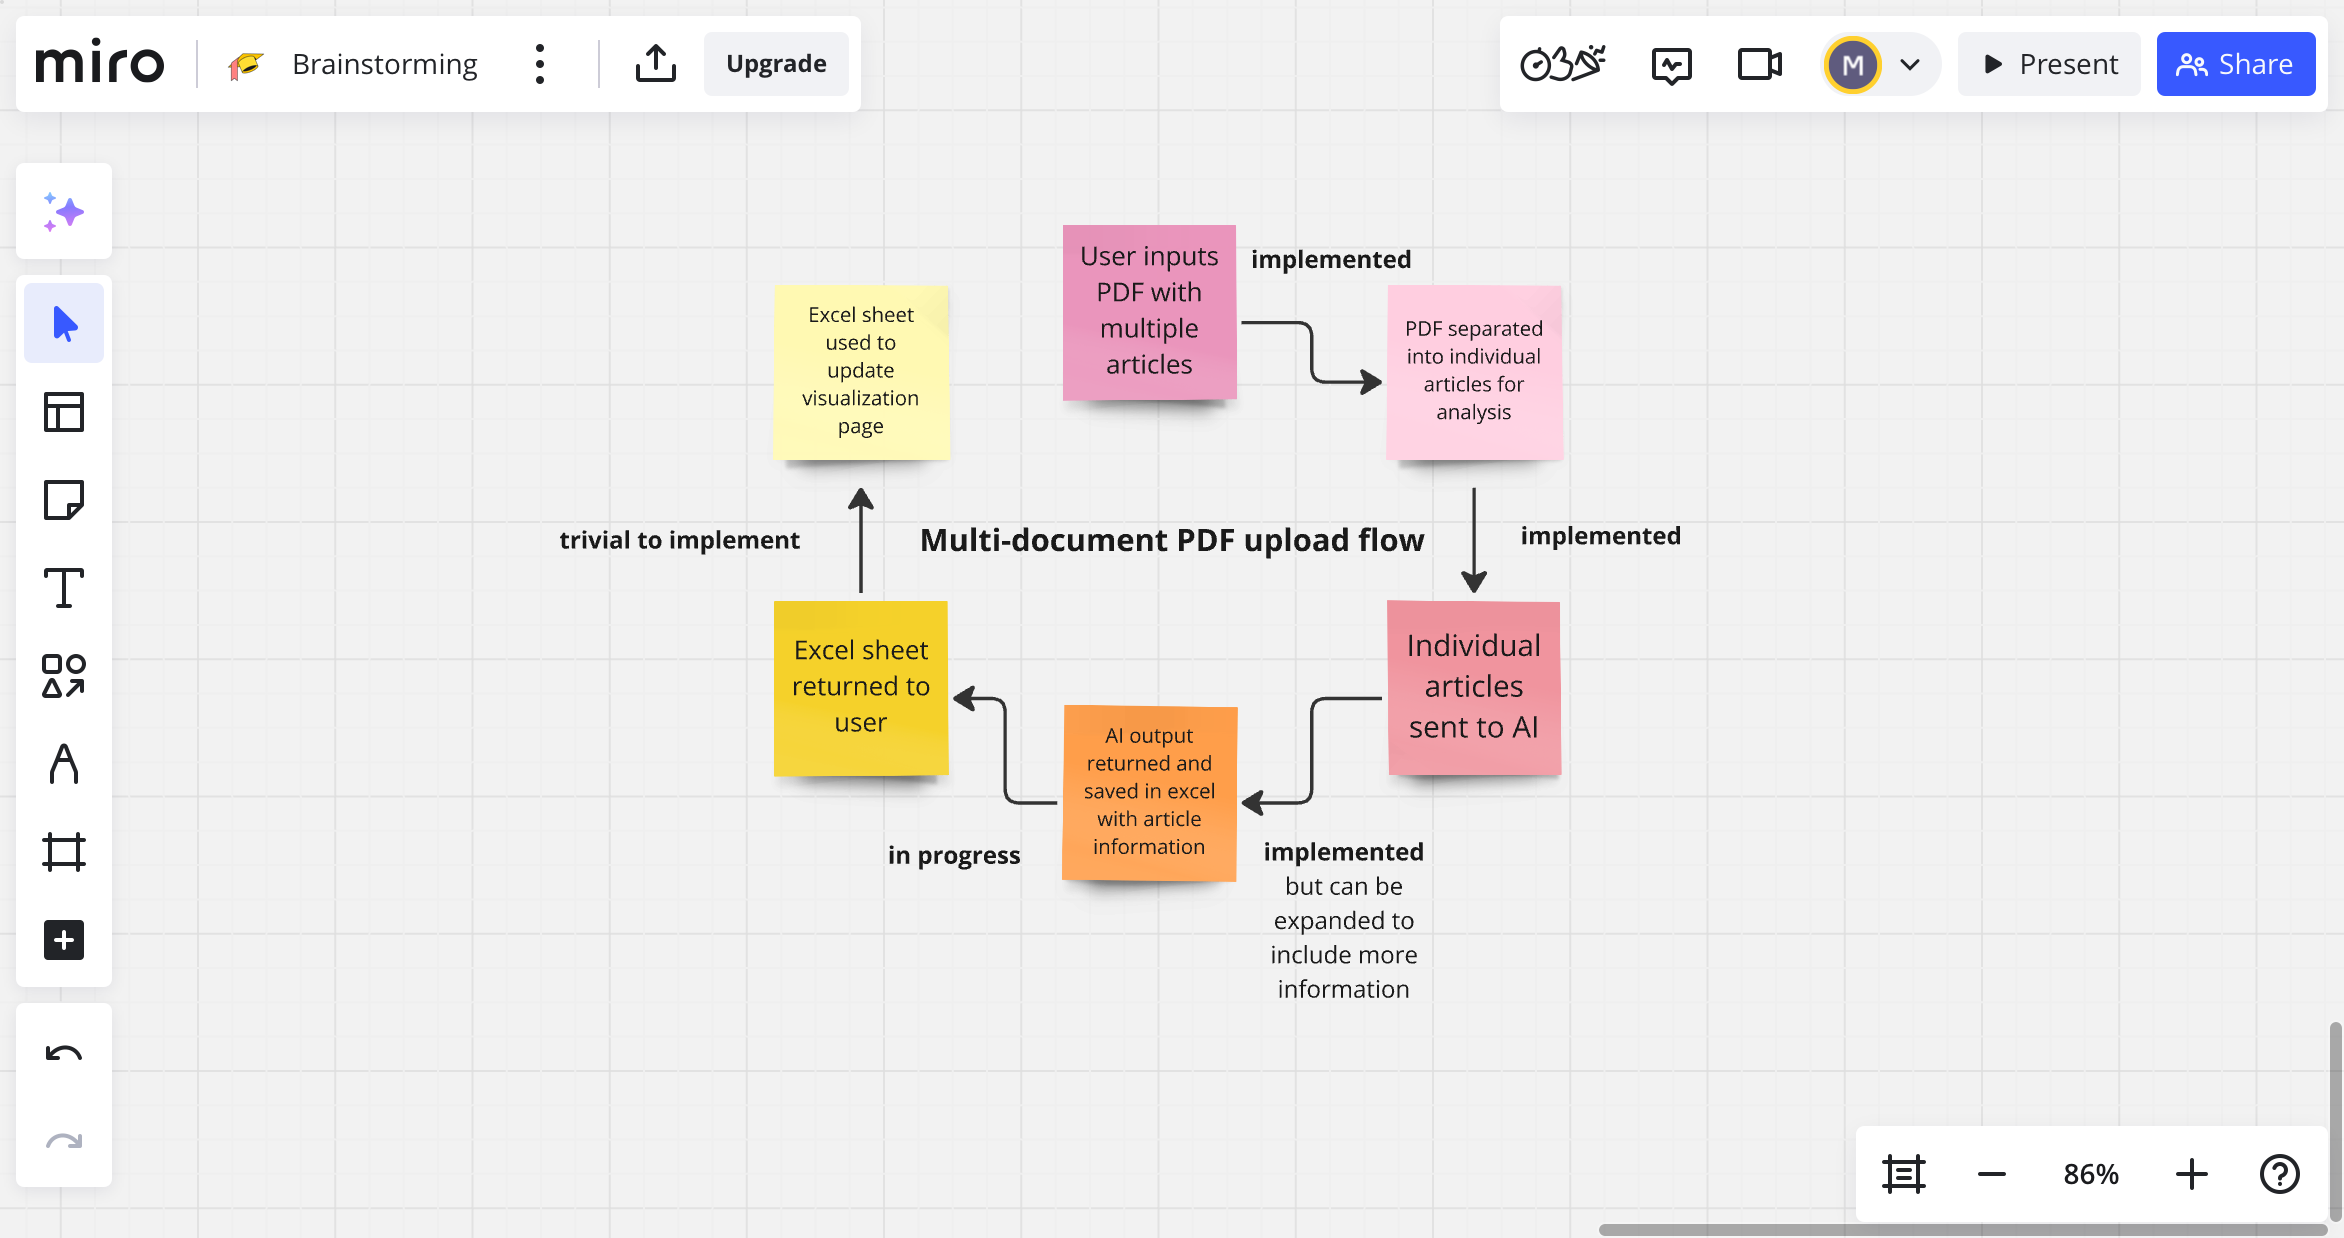 miro
Brainstorming
Upgrade
M
Present
Share
User inputs
PDF with
multiple
articles
implemented
PDF separated
into individual
articles for
analysis
implemented
Individual
articles
sent to AI
implemented
but can be
expanded to
include more
information
AI output
returned and
saved in excel
with article
information
in progress
Excel sheet
returned to
user
trivial to implement
Excel sheet
used to
update
visualization
page
Multi-document PDF upload flow
86%